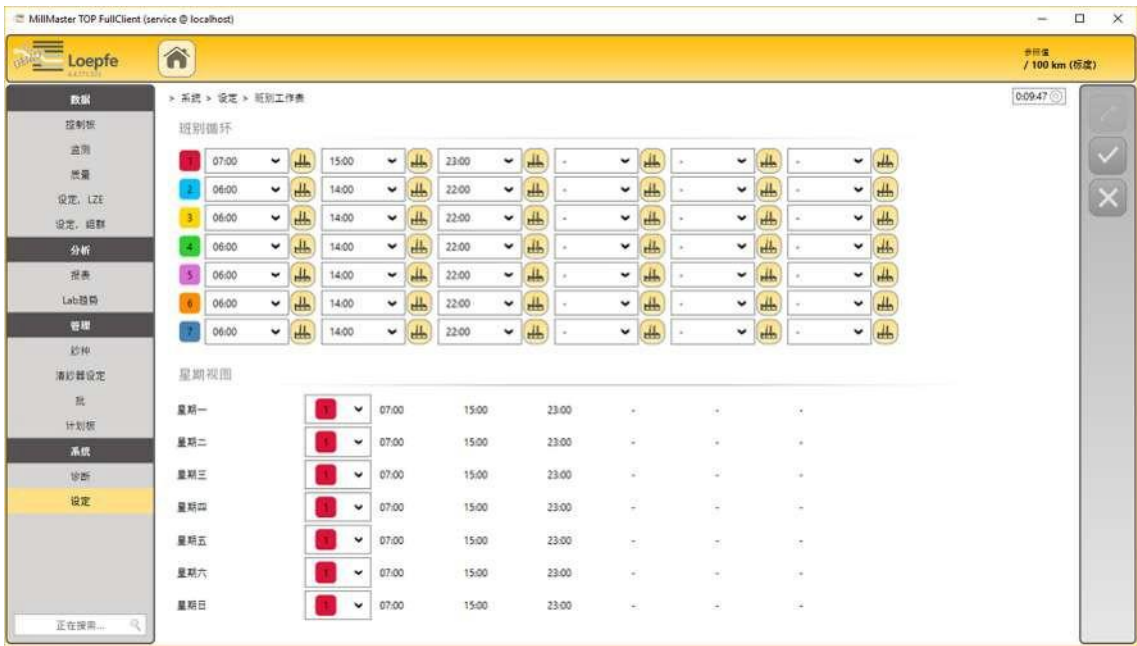 MillMaster TOP FullClient (service @ localhost)
Loepfe
参照值
/ 100 km (标度)
数据
控制板
监测
质量
设定, LZE
设定, 组群
分析
报表
Lab趋势
管理
纱种
清纱器设定
批
计划板
系统
诊断
设定
正在搜索...
> 系统 > 设定 > 班别工作表
0:09:47
班别循环
1 07:00 15:00 23:00 - - -
2 06:00 14:00 22:00 - - -
3 06:00 14:00 22:00 - - -
4 06:00 14:00 22:00 - - -
5 06:00 14:00 22:00 - - -
6 06:00 14:00 22:00 - - -
7 06:00 14:00 22:00 - - -
星期视图
星期一 1 07:00 15:00 23:00 - - -
星期二 1 07:00 15:00 23:00 - - -
星期三 1 07:00 15:00 23:00 - - -
星期四 1 07:00 15:00 23:00 - - -
星期五 1 07:00 15:00 23:00 - - -
星期六 1 07:00 15:00 23:00 - - -
星期日 1 07:00 15:00 23:00 - - -